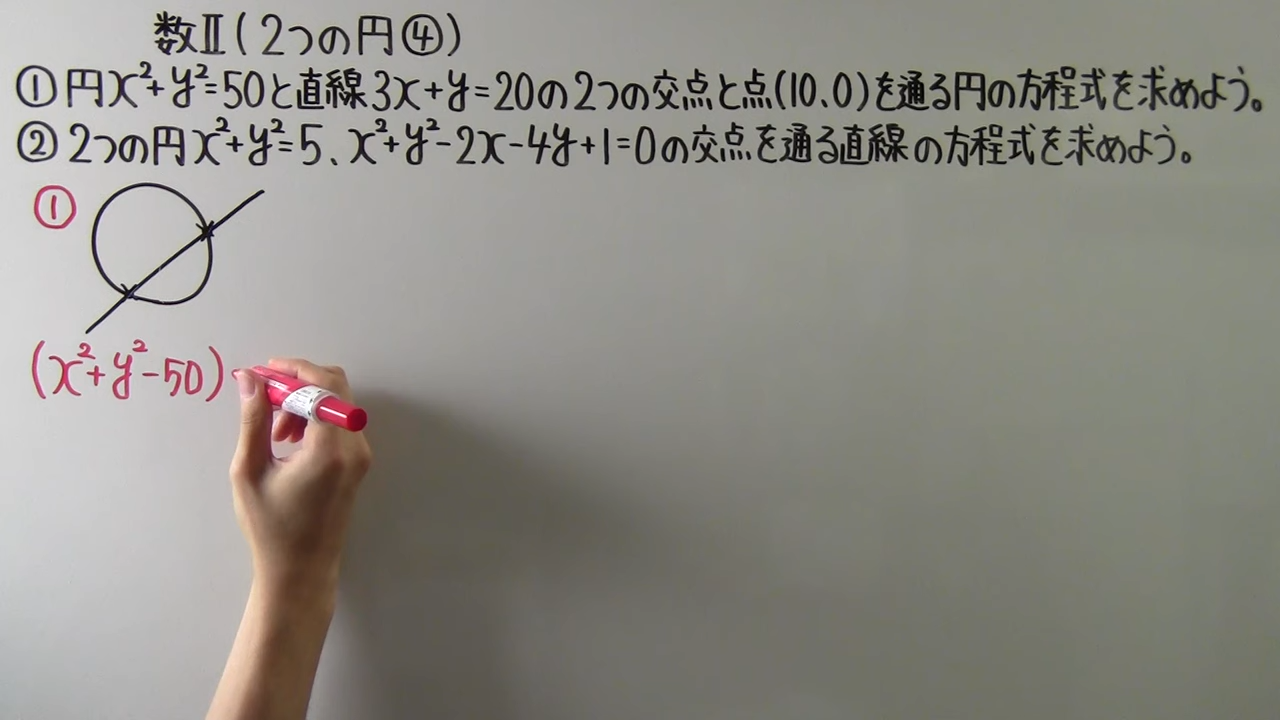 数Ⅱ(2つの円④)
①円x²+y²=50と直線3x+y=20の2つの交点と点(10、0)を通る円の方程式を求めよう。
②2つの円x²+y²=5、x²+y²-2x-4y+1=0の交点を通る直線の方程式を求めよう。
①
(x²+y²-50)